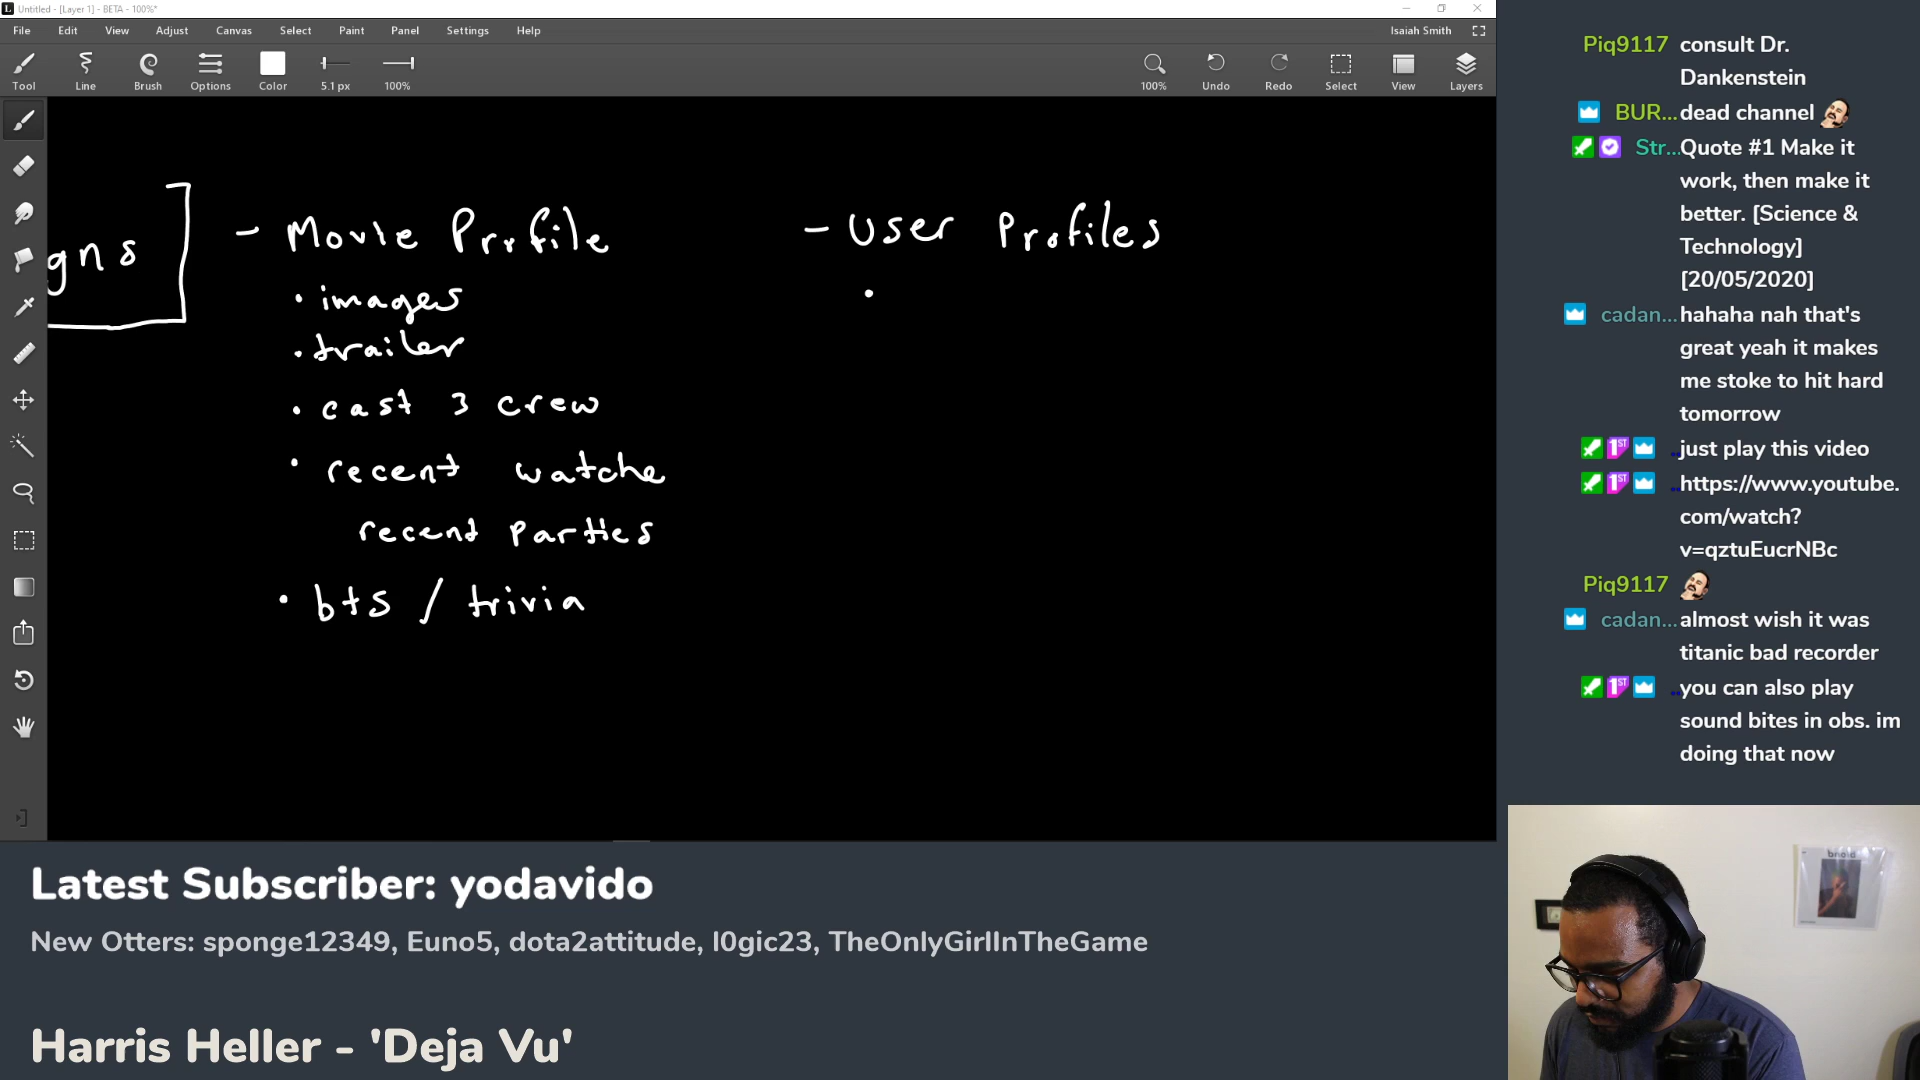 Untitled - [Layer 1] - BETA - 100%*
File Edit View Adjust Canvas Select Paint Panel Settings Help
Isaiah Smith
Tool Line Brush Options Color 5.1 px 100%
100% Undo Redo Select View Layers
gns
- Movie Profile
• images
• trailer
• cast & crew
• recent watche
recent parties
• bts / trivia
- User Profiles
•
Piq9117 consult Dr.
Dankenstein
BUR... dead channel
Str... Quote #1 Make it
work, then make it
better. [Science &
Technology]
[20/05/2020]
cadan... hahaha nah that's
great yeah it makes
me stoke to hit hard
tomorrow
.. just play this video
.. https://www.youtube.
com/watch?
v=qztuEucrNBc
Piq9117
cadan... almost wish it was
titanic bad recorder
.. you can also play
sound bites in obs. im
doing that now
Latest Subscriber: yodavido
New Otters: sponge12349, Euno5, dota2attitude, l0gic23, TheOnlyGirlInTheGame
Harris Heller - 'Deja Vu'